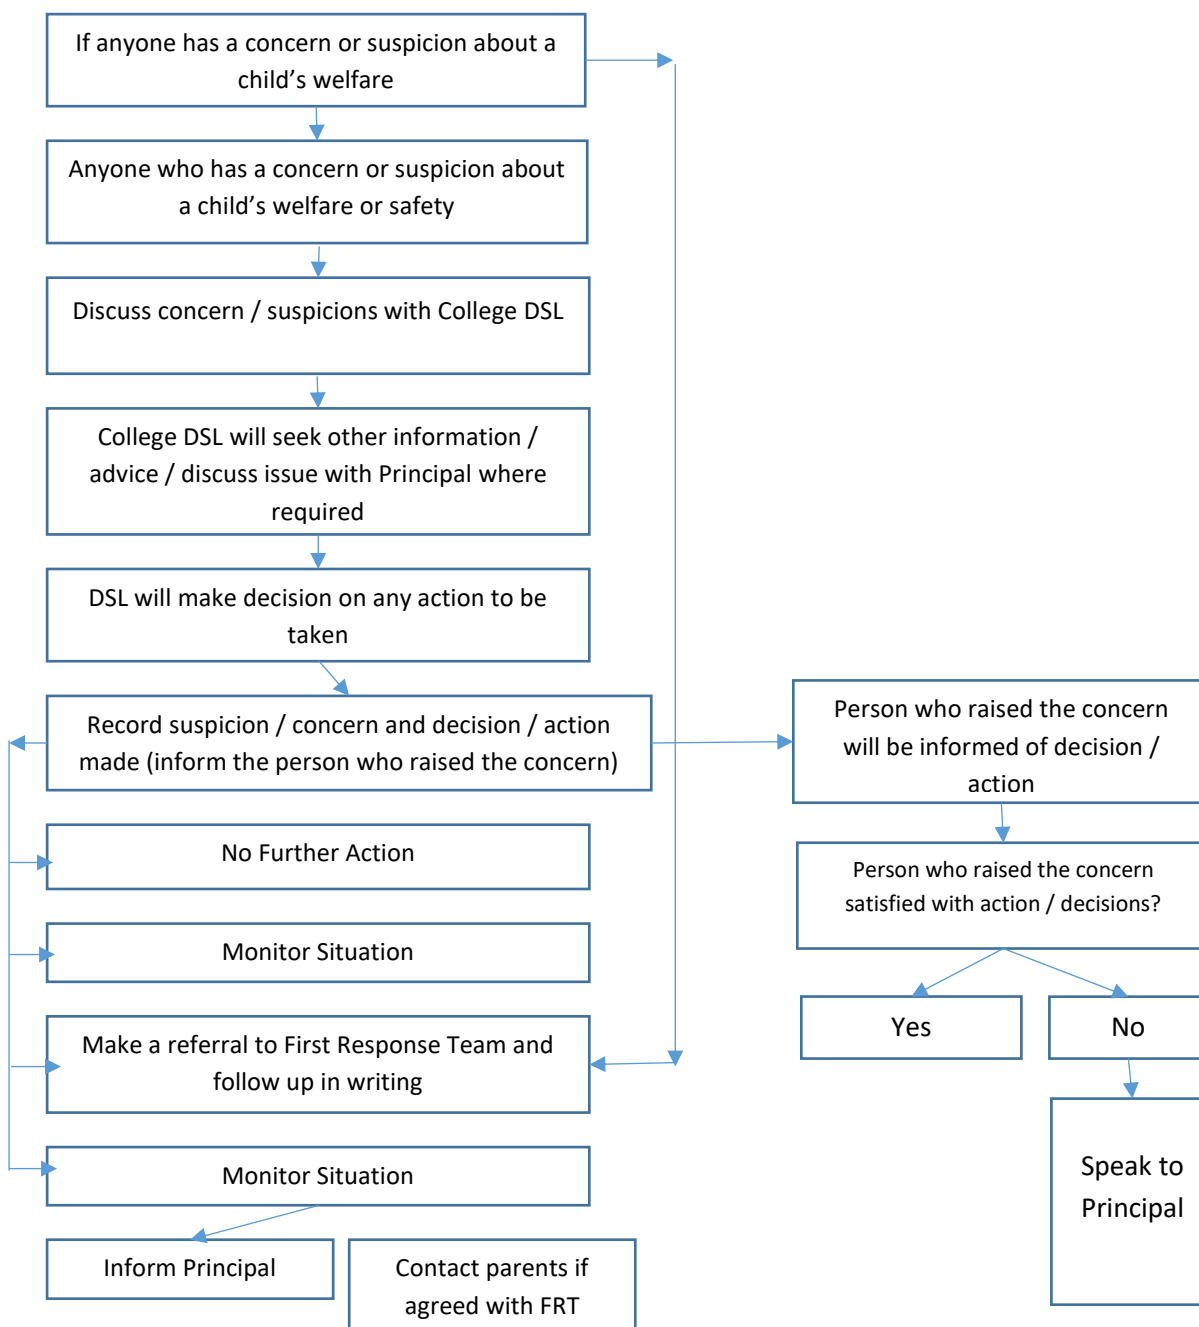 If anyone has a concern or suspicion about a
child’s welfare
Anyone who has a concern or suspicion about
a child’s welfare or safety
Discuss concern / suspicions with College DSL
College DSL will seek other information /
advice / discuss issue with Principal where
required
DSL will make decision on any action to be
taken
Record suspicion / concern and decision / action
made (inform the person who raised the concern)
Person who raised the concern
will be informed of decision /
action
No Further Action
Person who raised the concern
satisfied with action / decisions?
Monitor Situation
Yes
No
Make a referral to First Response Team and
follow up in writing
Monitor Situation
Speak to
Principal
Inform Principal
Contact parents if
agreed with FRT